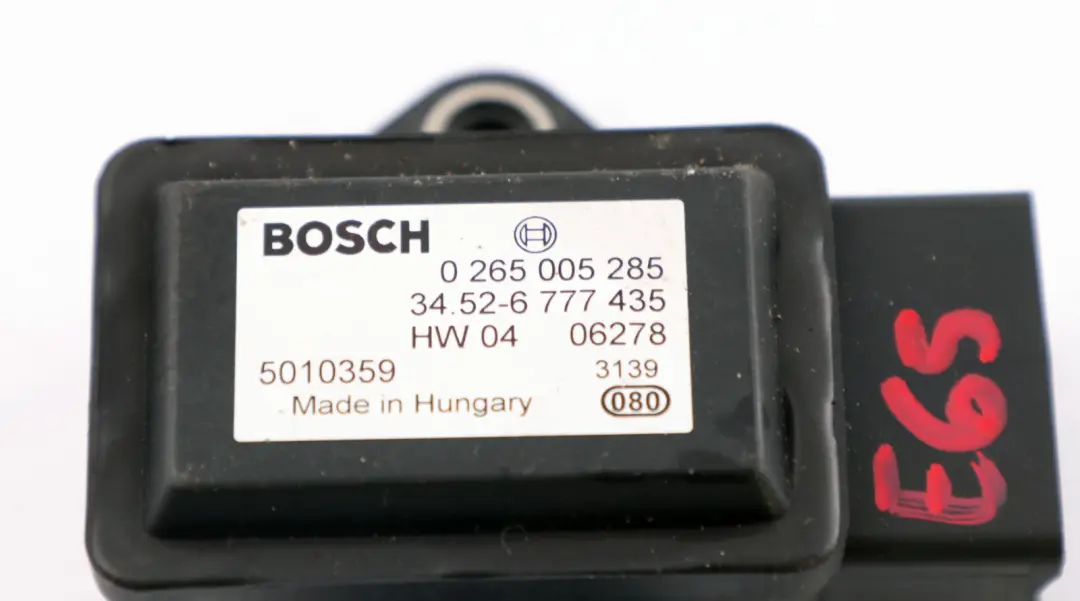 BOSCH
0 265 005 285
34.52-6 777 435
HW 04 06278
5010359 3139
Made in Hungary 080
E65